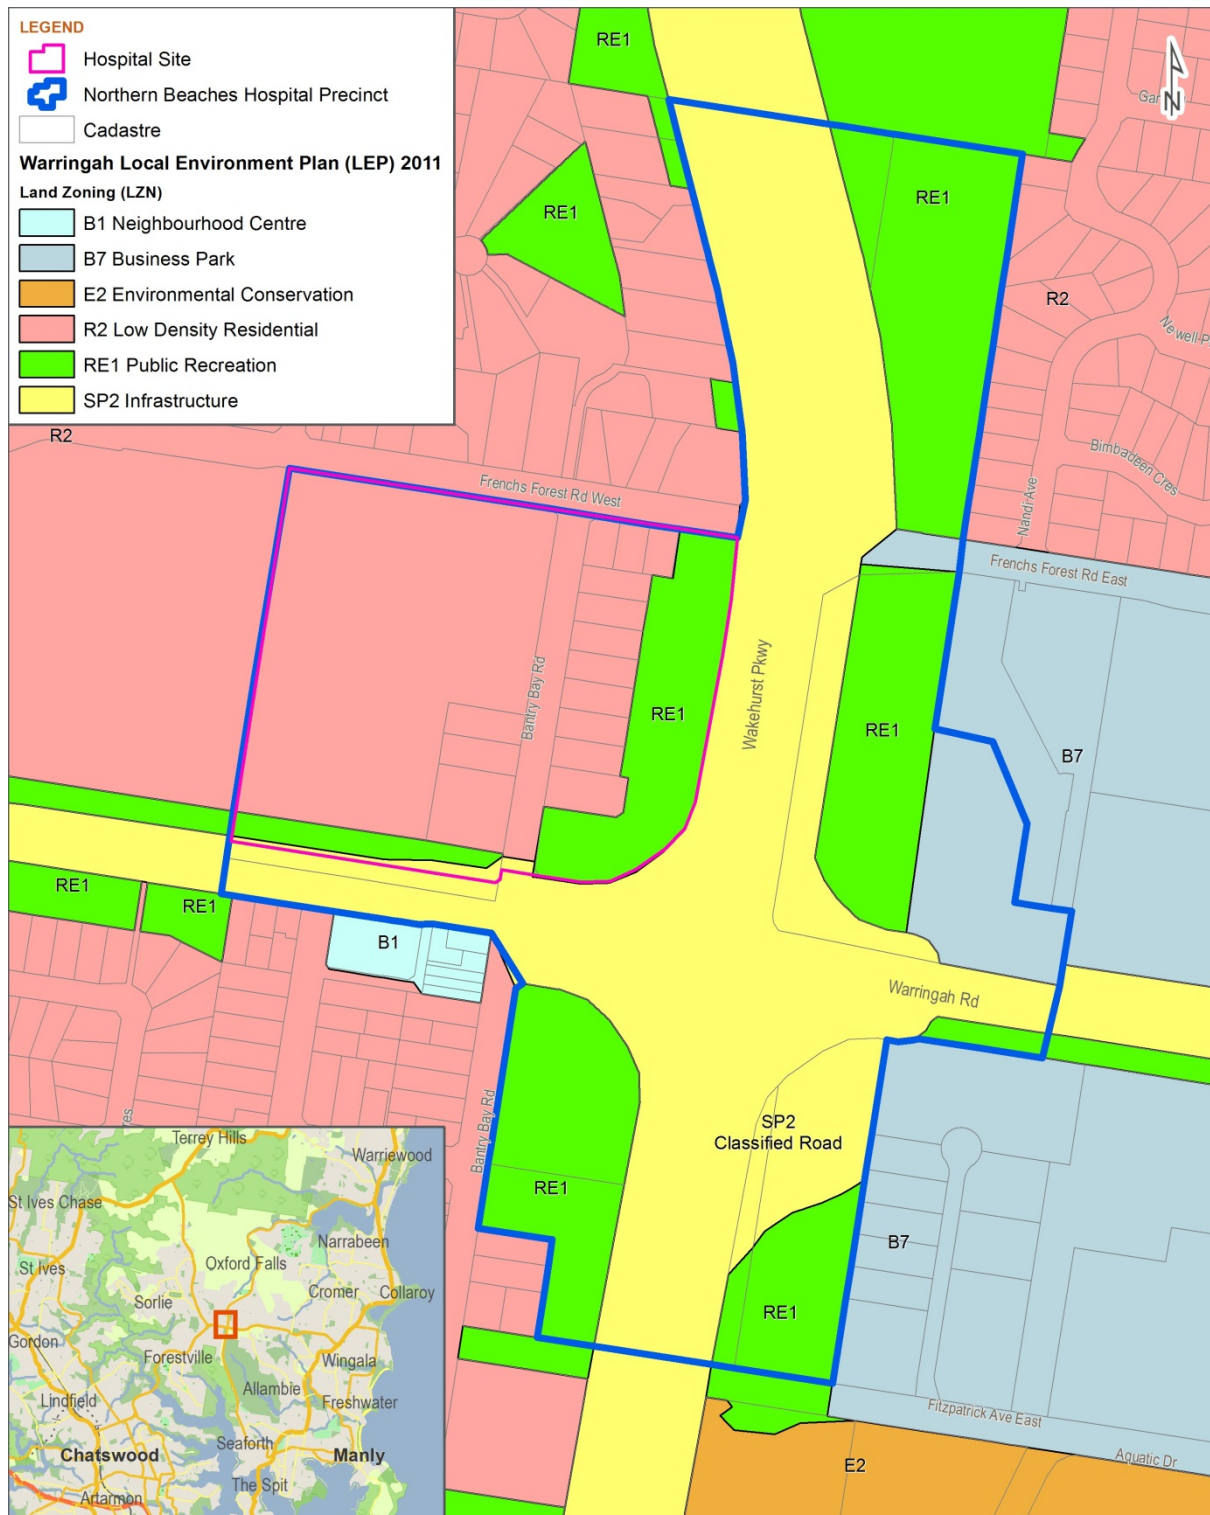 LEGEND
Hospital Site
Northern Beaches Hospital Precinct
Cadastre
Warringah Local Environment Plan (LEP) 2011
Land Zoning (LZN)
B1 Neighbourhood Centre
B7 Business Park
E2 Environmental Conservation
R2 Low Density Residential
RE1 Public Recreation
SP2 Infrastructure
RE1
N
RE1
RE1
R2
R2
Bimbadeen Cres
Nandi Ave
Frenchs Forest Rd West
Frenchs Forest Rd East
Bantry Bay Rd
Wakehurst Pkwy
RE1
RE1
B7
RE1
RE1
B1
Warringah Rd
Bantry Bay Rd
SP2
Classified Road
RE1
B7
RE1
Fitzpatrick Ave East
Aquatic Dr
E2
Terrey Hills
Warriewood
St Ives Chase
Narrabeen
St Ives
Oxford Falls
Sorlie
Cromer
Collaroy
Gordon
Forestville
Wingala
Allambie
Lindfield
Freshwater
Seaforth
Chatswood
Manly
The Spit
Artarmon